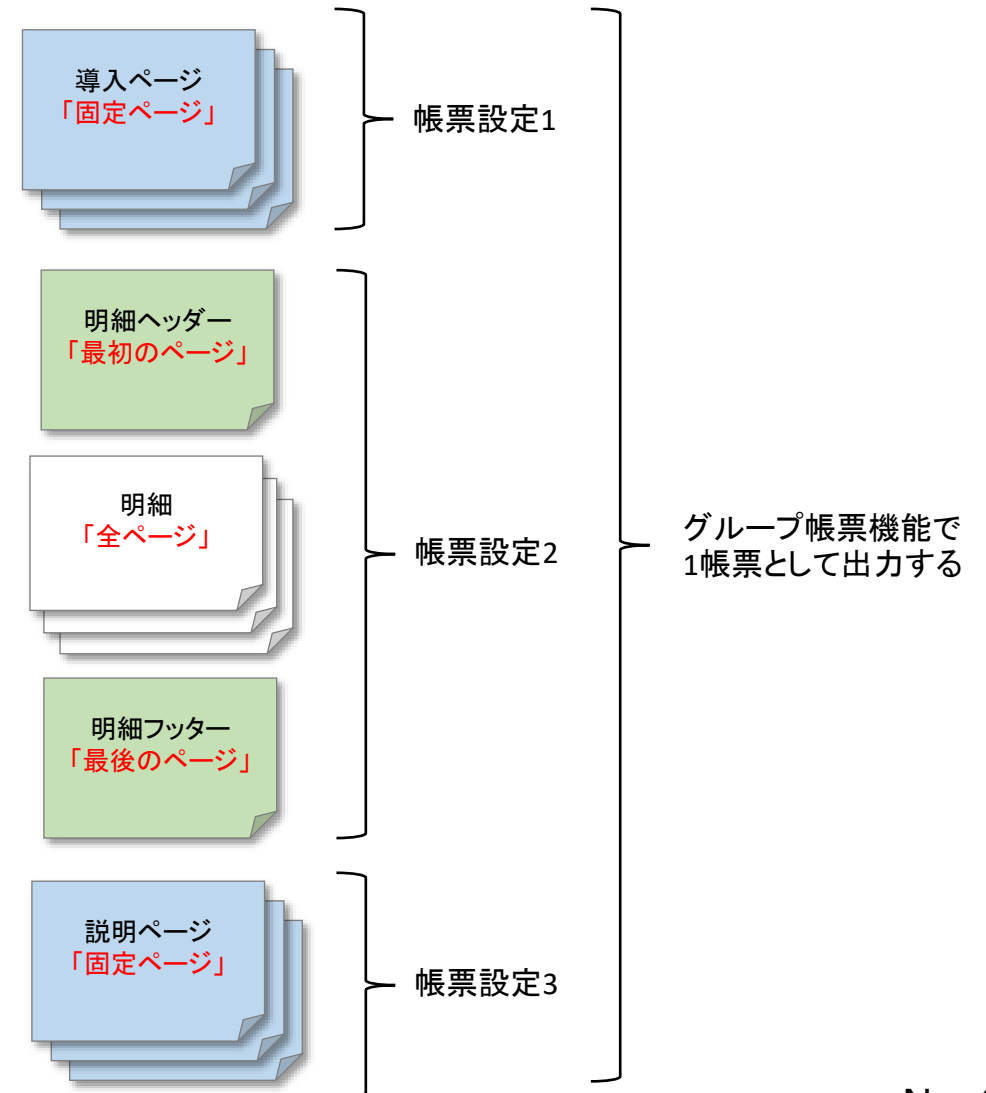 導入ページ
「固定ページ」
帳票設定1
明細ヘッダー
「最初のページ」
明細
「全ページ」
帳票設定2
グループ帳票機能で
1帳票として出力する
明細フッター
「最後のページ」
説明ページ
「固定ページ」
帳票設定3